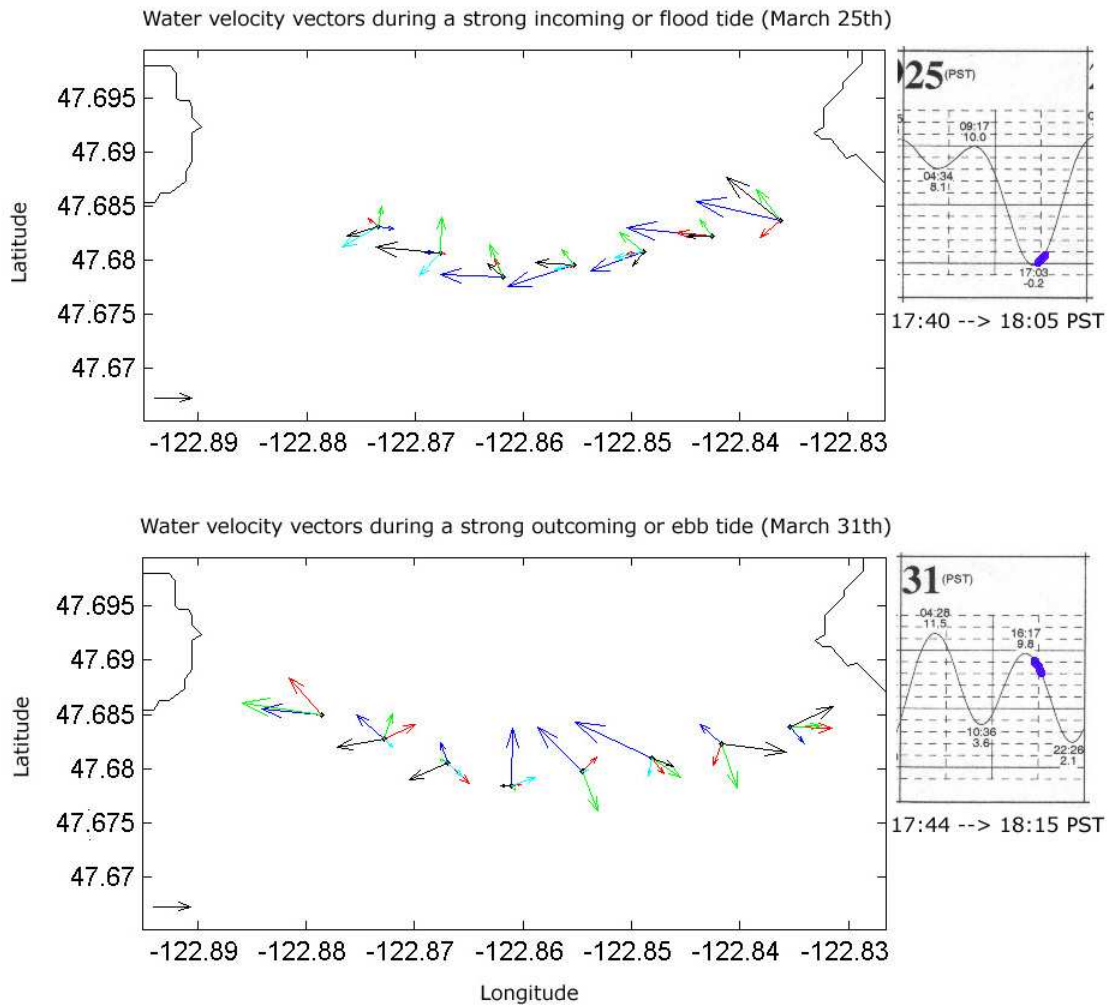 Water velocity vectors during a strong incoming or flood tide (March 25th)
47.695
47.69
47.685
47.68
47.675
47.67
Latitude
-122.89 -122.88 -122.87 -122.86 -122.85 -122.84 -122.83
25 (PST)
09:17
10.0
04:34
8.1
17:03
-0.2
17:40 --> 18:05 PST
Water velocity vectors during a strong outcoming or ebb tide (March 31th)
47.695
47.69
47.685
47.68
47.675
47.67
Latitude
-122.89 -122.88 -122.87 -122.86 -122.85 -122.84 -122.83
Longitude
31 (PST)
04:28
11.5
16:17
9.8
10:36
3.6
22:26
2.1
17:44 --> 18:15 PST